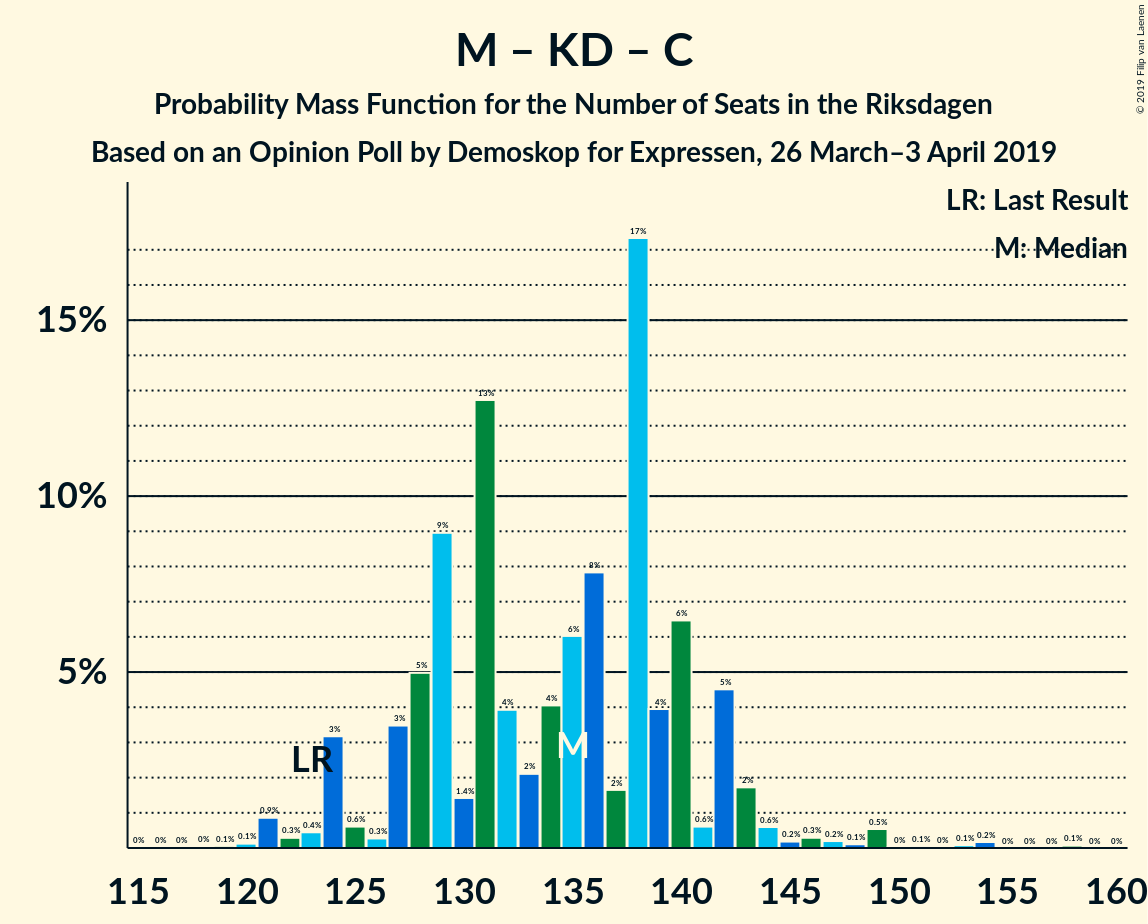 M – KD – C
Probability Mass Function for the Number of Seats in the Riksdagen
Based on an Opinion Poll by Demoskop for Expressen, 26 March–3 April 2019
© 2019 Filip van Laenen
LR: Last Result
M: Median
15%
10%
5%
0% 0% 0% 0% 0.1% 0.1% 0.9% 0.3% 0.4% 3% 0.6% 0.3% 3% 5% 9% 1.4% 13% 4% 2% 4% 6% 8% 2% 17% 4% 6% 0.6% 5% 2% 0.6% 0.2% 0.3% 0.2% 0.1% 0.5% 0% 0.1% 0% 0.1% 0.2% 0% 0% 0% 0.1% 0% 0%
LR
M
115 120 125 130 135 140 145 150 155 160